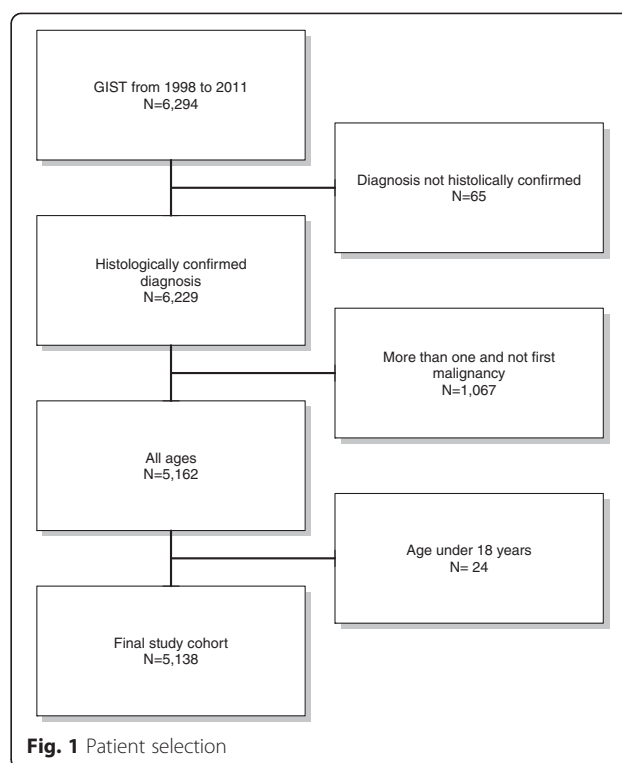 GIST from 1998 to 2011
N=6,294
Diagnosis not histolically confirmed
N=65
Histologically confirmed
diagnosis
N=6,229
More than one and not first
malignancy
N=1,067
All ages
N=5,162
Age under 18 years
N= 24
Final study cohort
N=5,138
Fig. 1 Patient selection